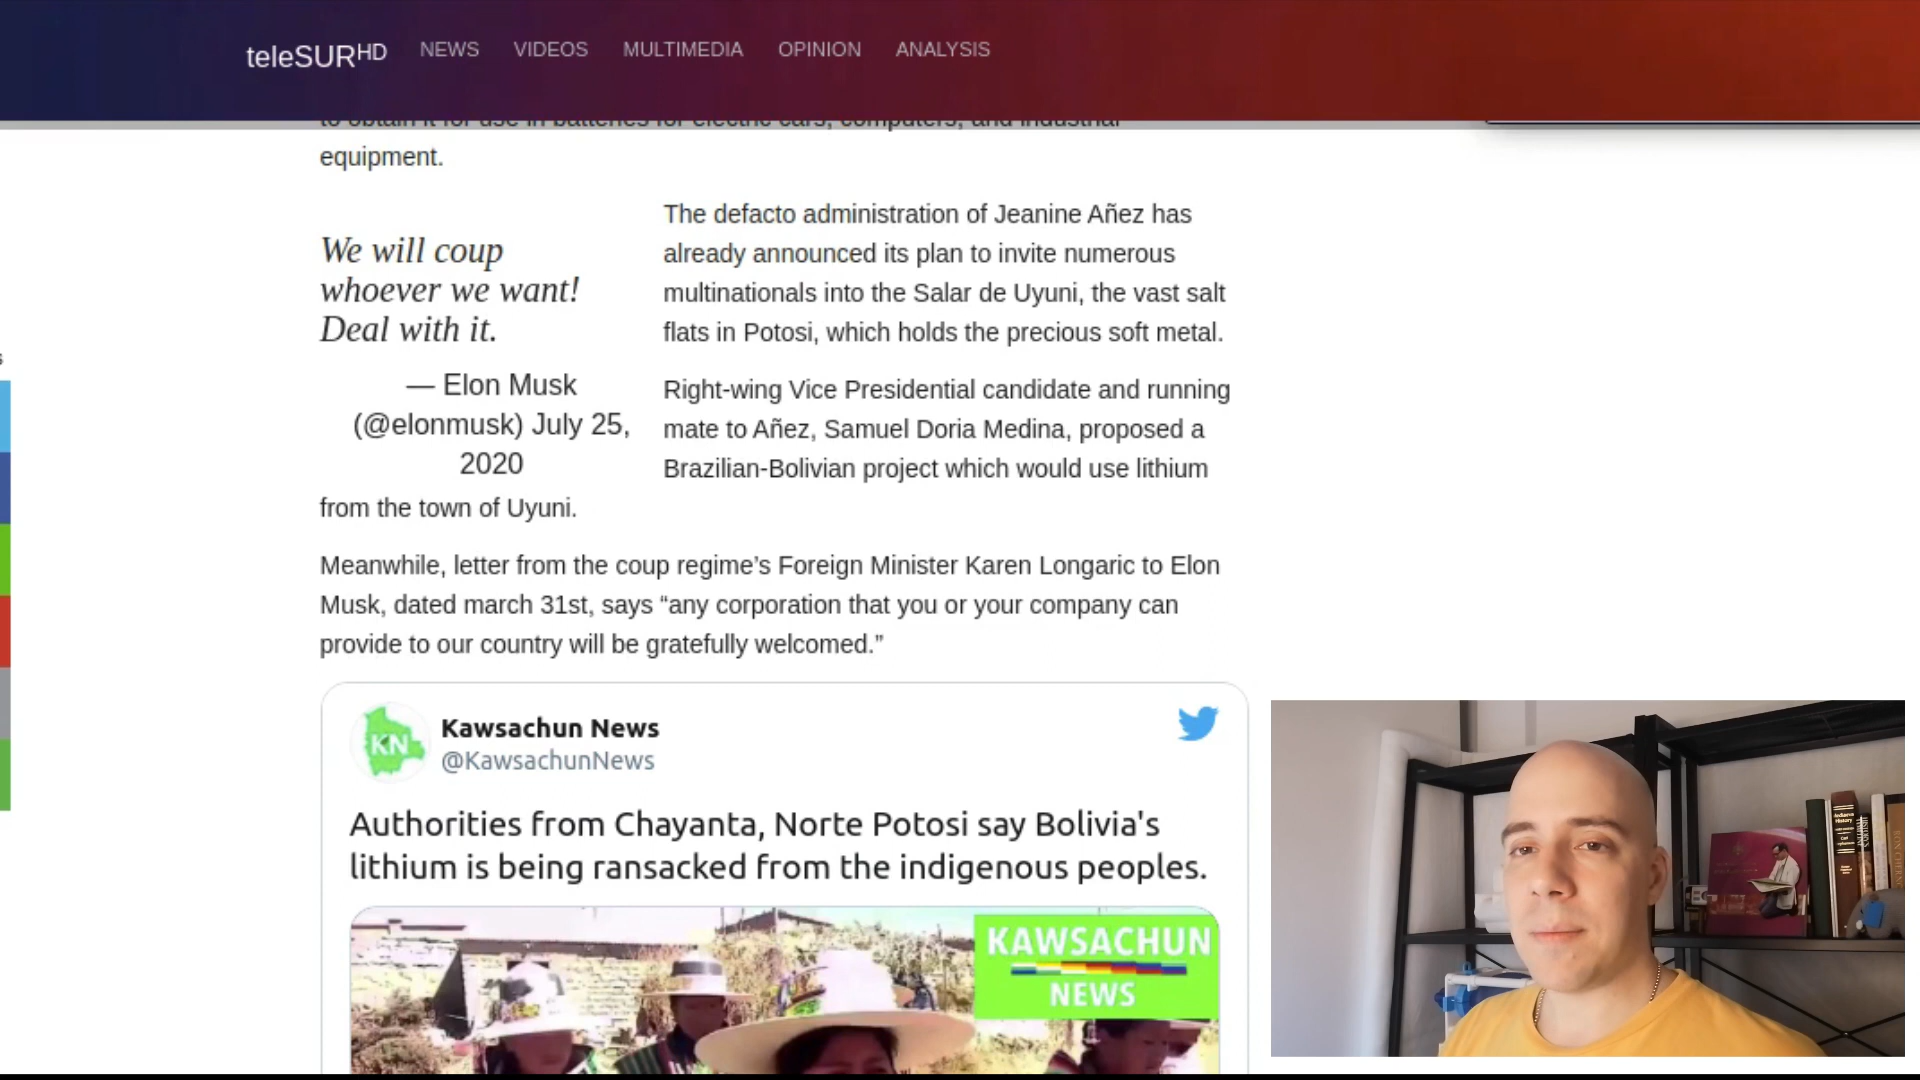 teleSURHD NEWS VIDEOS MULTIMEDIA OPINION ANALYSIS
to obtain it for use in batteries for electric cars, computers, and industrial
equipment.
We will coup
whoever we want!
Deal with it.
— Elon Musk
(@elonmusk) July 25,
2020
The defacto administration of Jeanine Añez has
already announced its plan to invite numerous
multinationals into the Salar de Uyuni, the vast salt
flats in Potosi, which holds the precious soft metal.
Right-wing Vice Presidential candidate and running
mate to Añez, Samuel Doria Medina, proposed a
Brazilian-Bolivian project which would use lithium
from the town of Uyuni.
Meanwhile, letter from the coup regime’s Foreign Minister Karen Longaric to Elon
Musk, dated march 31st, says “any corporation that you or your company can
provide to our country will be gratefully welcomed.”
KN
Kawsachun News
@KawsachunNews
Authorities from Chayanta, Norte Potosi say Bolivia's
lithium is being ransacked from the indigenous peoples.
KAWSACHUN
NEWS